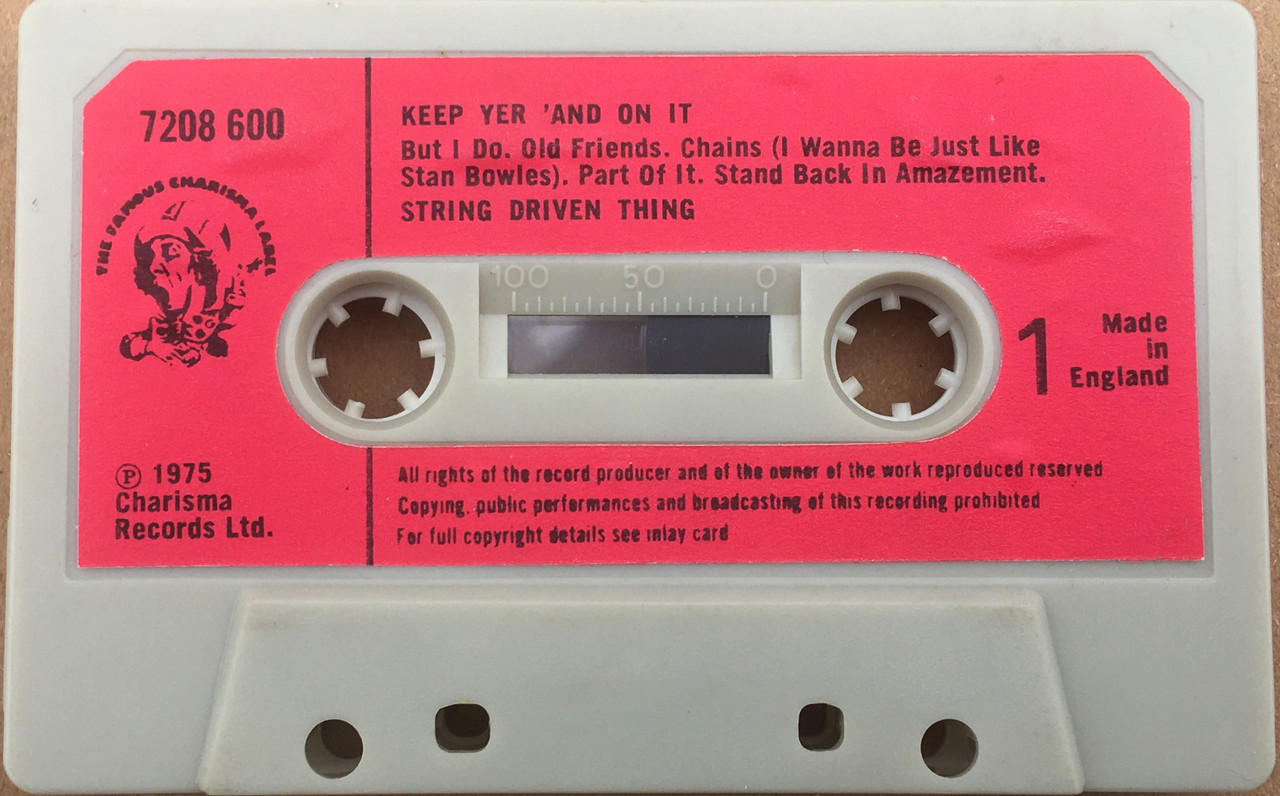 7208 600
THE FAMOUS CHARISMA LABEL
KEEP YER 'AND ON IT
But I Do. Old Friends. Chains (I Wanna Be Just Like
Stan Bowles). Part Of It. Stand Back In Amazement.
STRING DRIVEN THING
100 50 0
1
Made
in
England
℗ 1975
Charisma
Records Ltd.
All rights of the record producer and of the owner of the work reproduced reserved
Copying, public performances and broadcasting of this recording prohibited
For full copyright details see inlay card